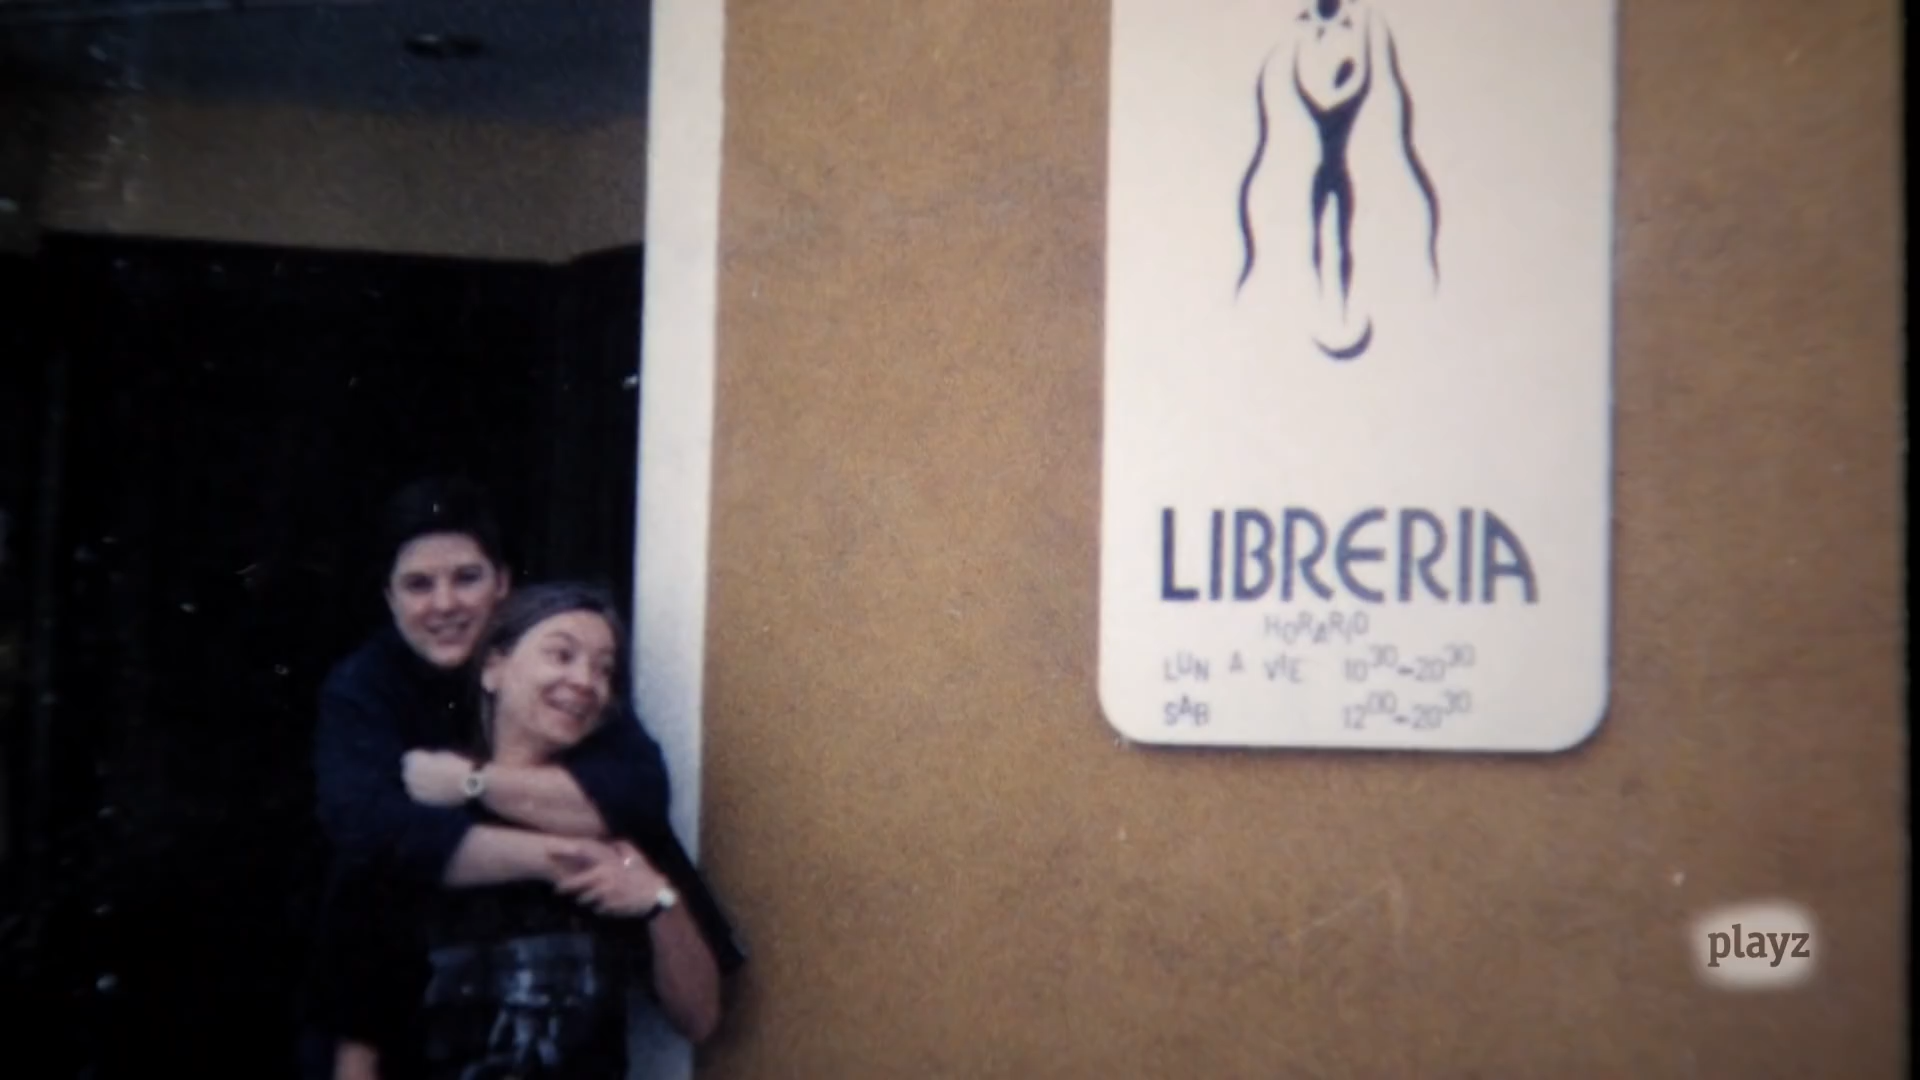 LIBRERIA
HORARIO
LUN A VIE 10³⁰-20³⁰
SAB 12⁰⁰-20³⁰
playz